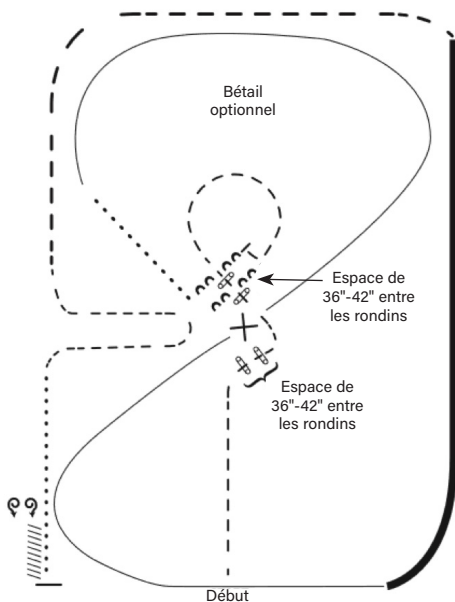 Bétail
optionnel
Espace de
36"-42" entre
les rondins
Espace de
36"-42" entre
les rondins
Début